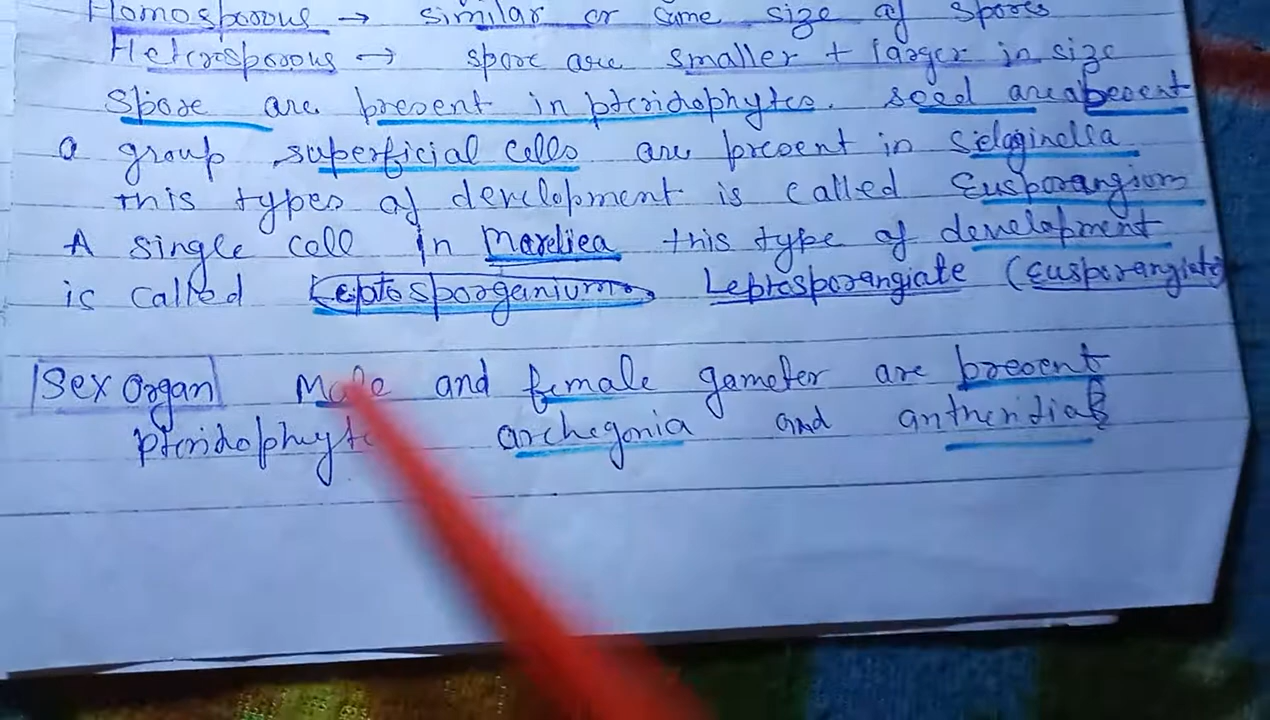 Homosporous → similar or same size of spores
Hetrosporous → spore are smaller + larger in size
Spore are present in pteridophytes. seed are absent
a group superficial cells are present in Selaginella
this types of development is called Eusporangium
A single cell in Marsliea this type of development
is called Leptosporganium Leptosporangiate (Eusporangiate
Sex Organ Male and female gameter are present
pteridophyte archegonia and antheridia